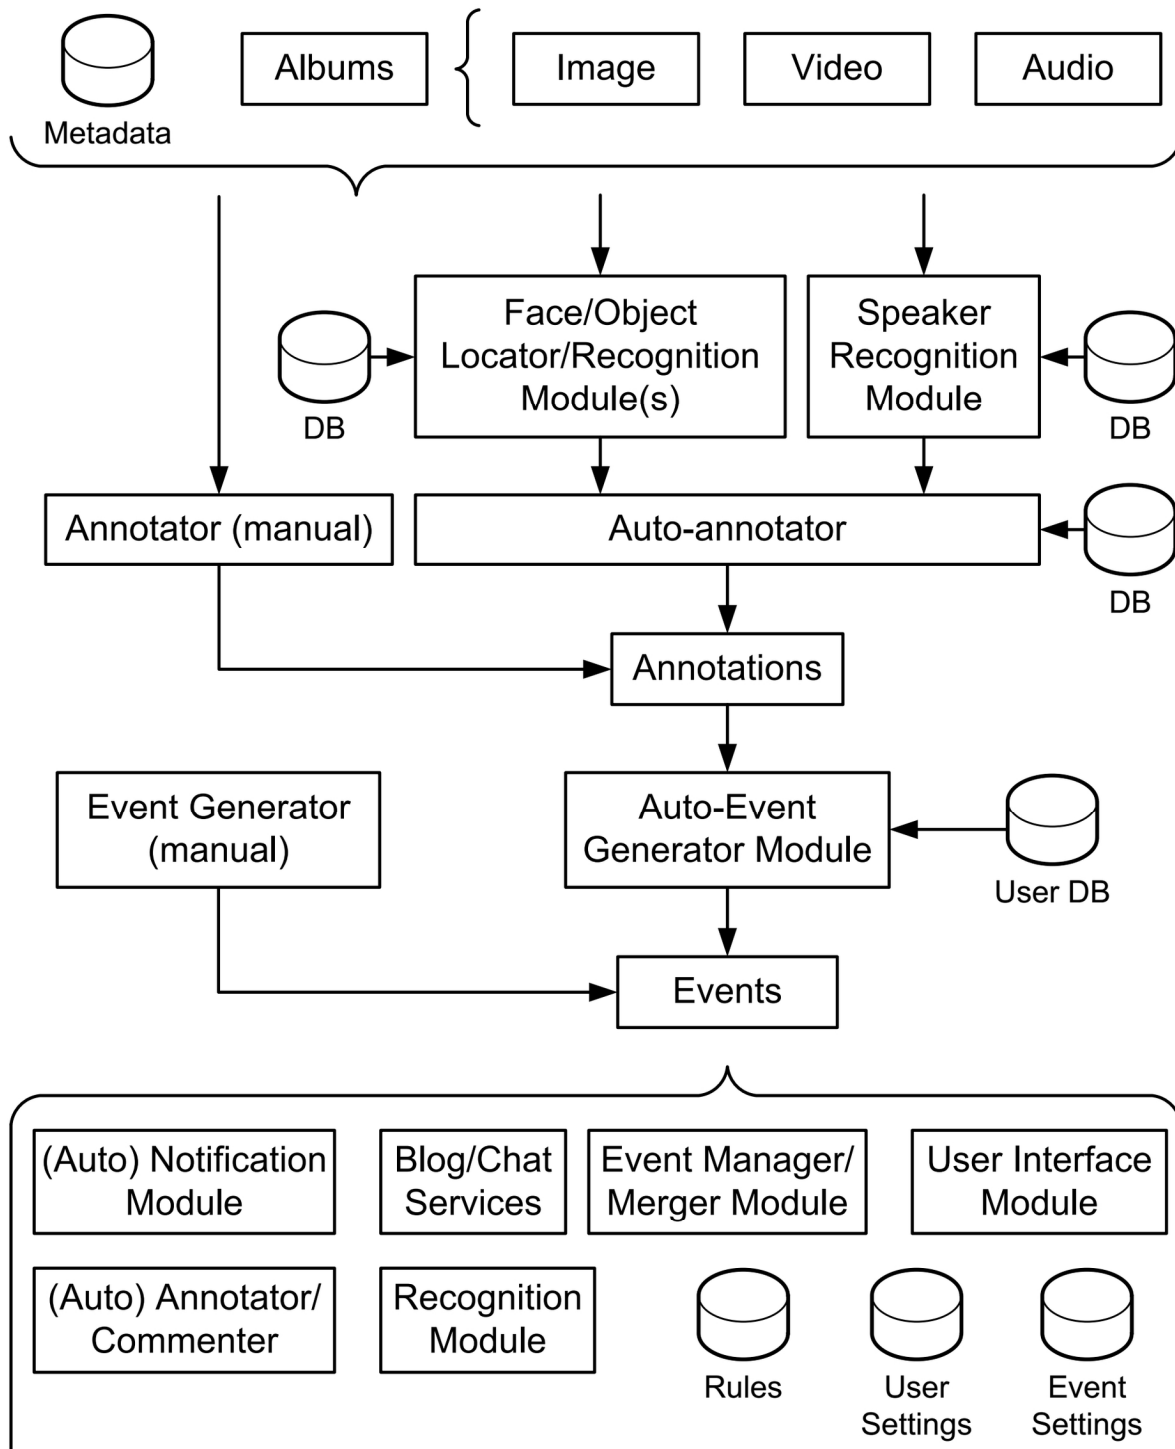 Albums
Image
Video
Audio
Metadata
Face/Object
Locator/Recognition
Module(s)
Speaker
Recognition
Module
DB
DB
Annotator (manual)
Auto-annotator
DB
Annotations
Event Generator
(manual)
Auto-Event
Generator Module
User DB
Events
(Auto) Notification
Module
Blog/Chat
Services
Event Manager/
Merger Module
User Interface
Module
(Auto) Annotator/
Commenter
Recognition
Module
Rules
User
Settings
Event
Settings